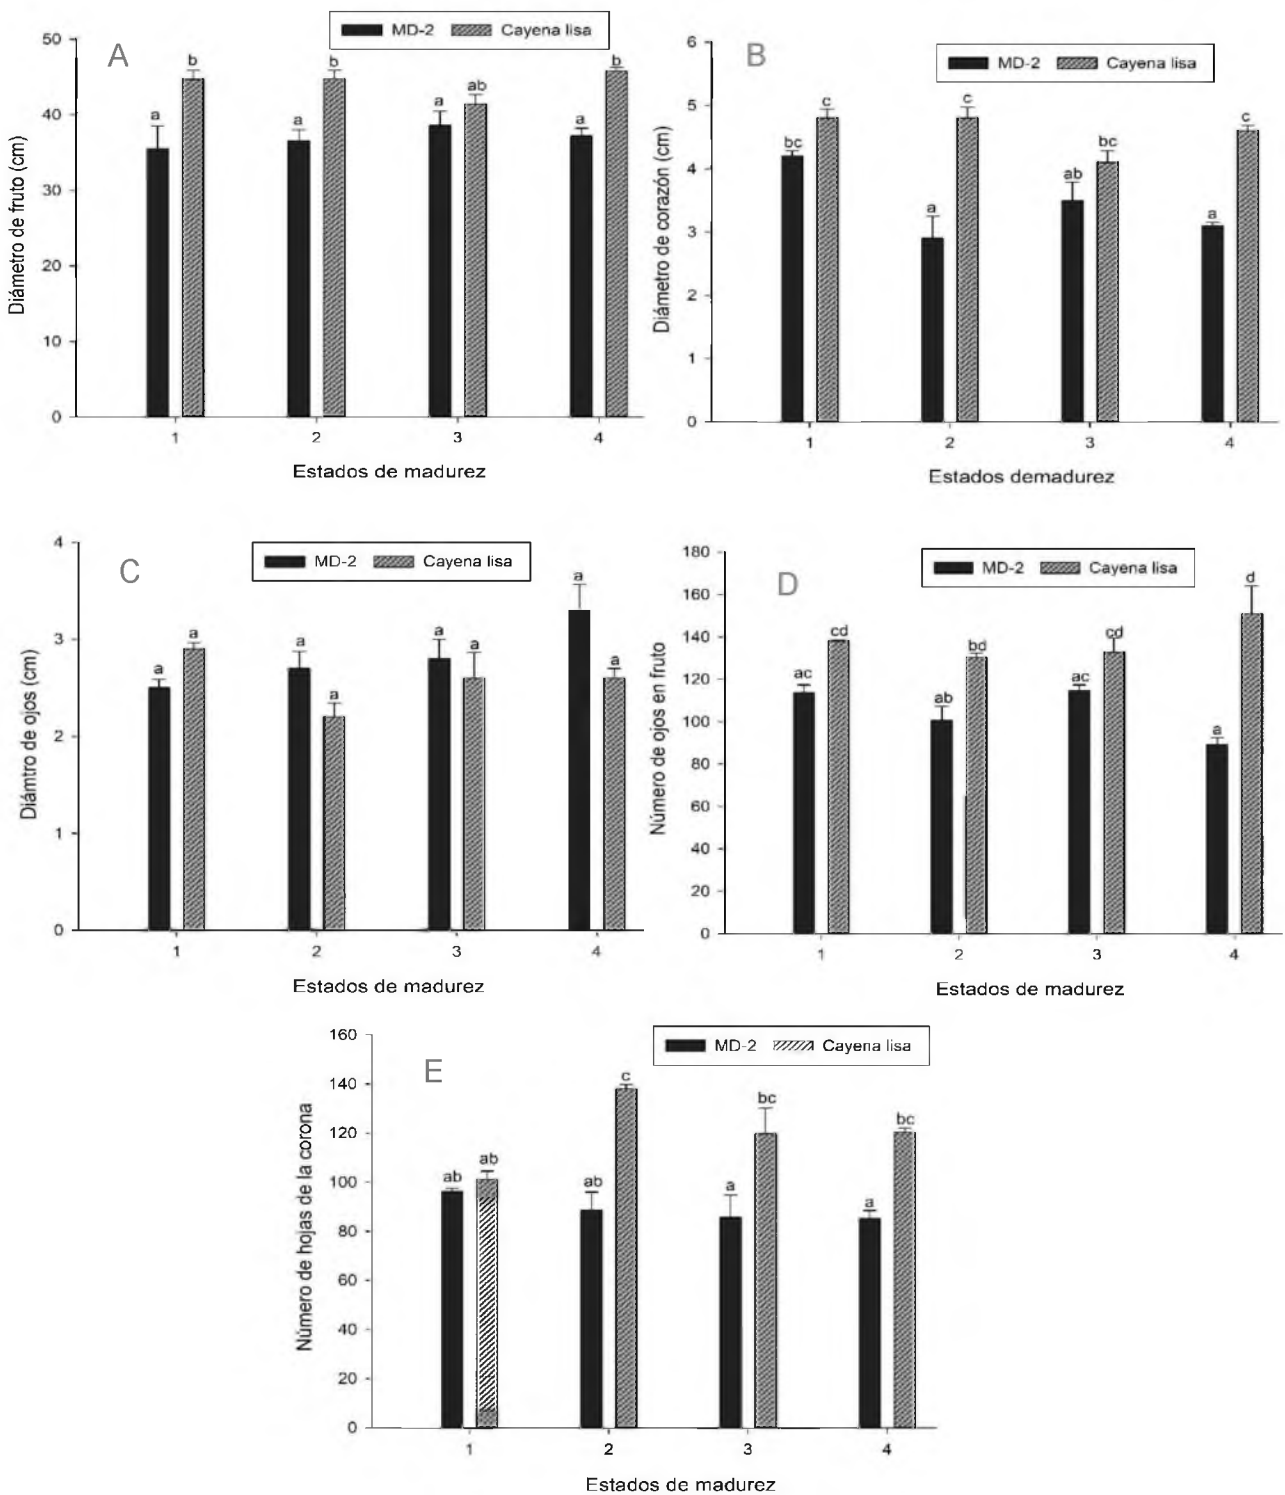 A
MD-2 Cayena lisa
Diámetro de fruto (cm)
50
40
30
20
10
0
a b a b a ab a b
1 2 3 4
Estados de madurez
B
MD-2 Cayena lisa
Diámetro de corazón (cm)
6
5
4
3
2
1
0
bc c a c ab bc a c
1 2 3 4
Estados demadurez
C
MD-2 Cayena lisa
Diámtro de ojos (cm)
4
3
2
1
0
a a a a a a a a
1 2 3 4
Estados de madurez
D
MD-2 Cayena lisa
Número de ojos en fruto
180
160
140
120
100
80
60
40
20
0
ac cd ab bd ac cd a d
1 2 3 4
Estados de madurez
E
MD-2 Cayena lisa
Número de hojas de la corona
160
140
120
100
80
60
40
20
0
ab ab ab c a bc a bc
1 2 3 4
Estados de madurez